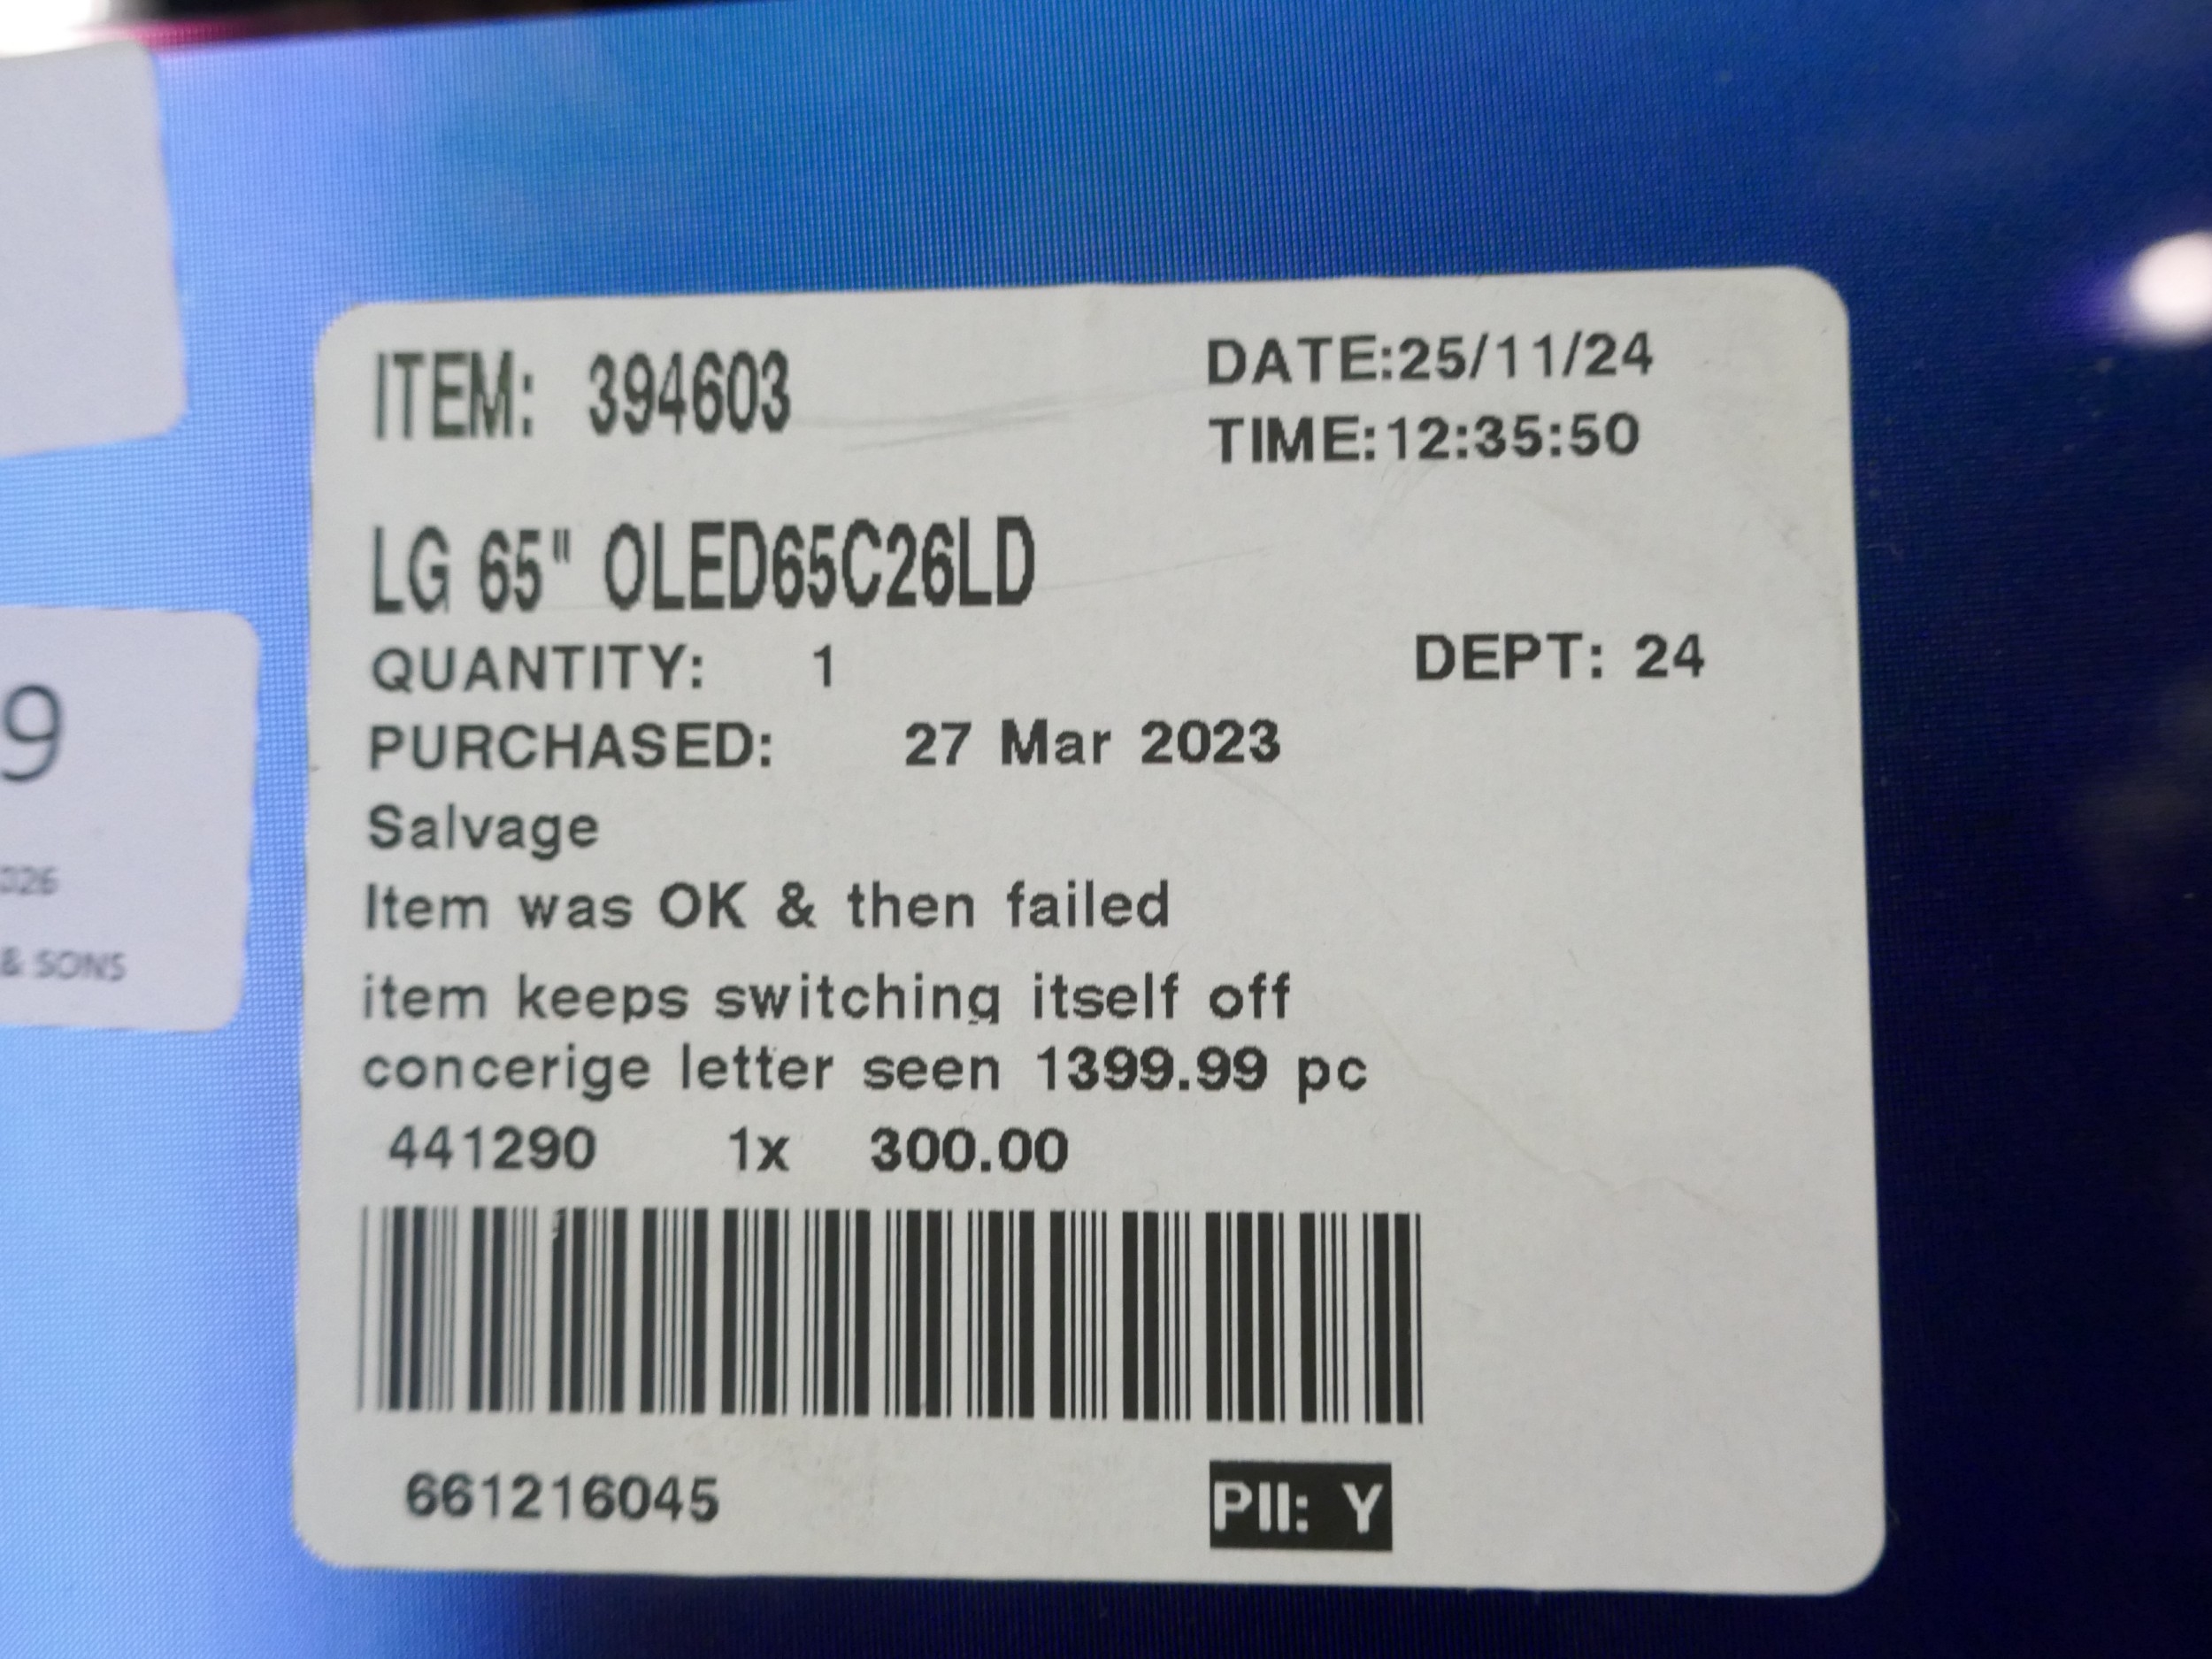 ITEM: 394603
DATE:25/11/24
TIME:12:35:50
LG 65" OLED65C26LD
QUANTITY: 1
DEPT: 24
PURCHASED: 27 Mar 2023
Salvage
Item was OK & then failed
item keeps switching itself off
concerige letter seen 1399.99 pc
441290 1x 300.00
661216045
PII: Y
9
026
& SONS